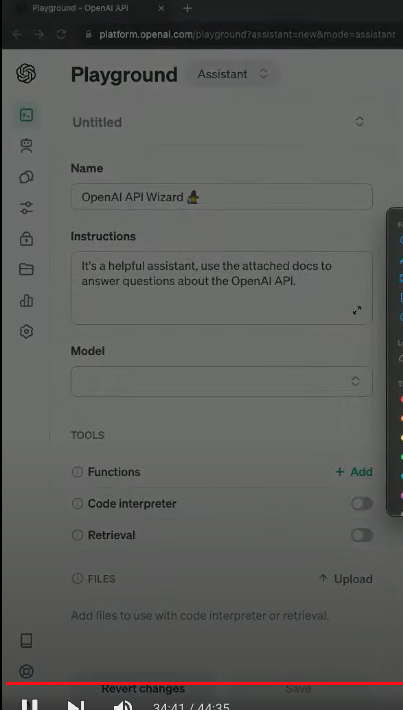 Playground - OpenAI API
platform.openai.com/playground?assistant=new&mode=assistant
Playground
Assistant
Untitled
Name
OpenAI API Wizard 🧙‍♂️
Instructions
It's a helpful assistant, use the attached docs to
answer questions about the OpenAI API.
Model
TOOLS
Functions
+ Add
Code interpreter
Retrieval
FILES
Upload
Add files to use with code interpreter or retrieval.
Revert changes
Save
34:41 / 44:35